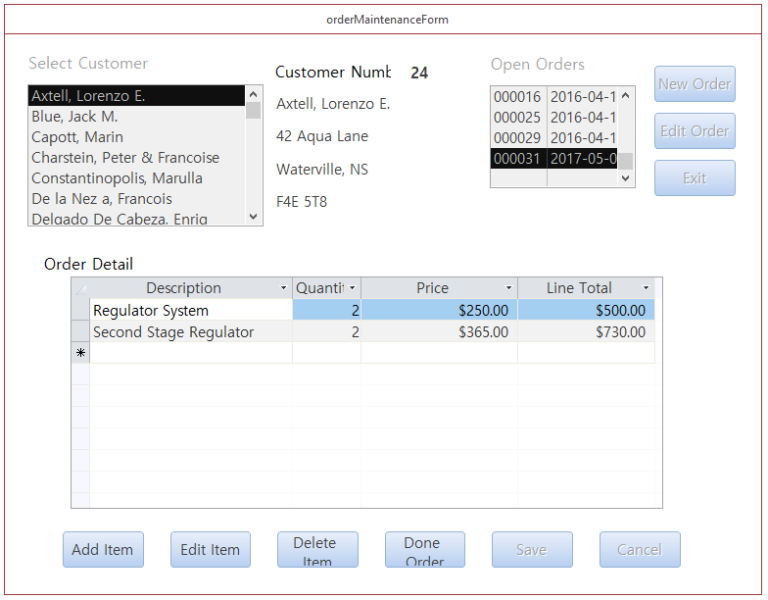 orderMaintenanceForm
Select Customer
Axtell, Lorenzo E.
Blue, Jack M.
Capott, Marin
Charstein, Peter & Francoise
Constantinopolis, Marulla
De la Nez a, Francois
Delgado De Cabeza, Enriq
Customer Numb 24
Axtell, Lorenzo E.
42 Aqua Lane
Waterville, NS
F4E 5T8
Open Orders
000016 2016-04-1
000025 2016-04-1
000029 2016-04-1
000031 2017-05-0
New Order
Edit Order
Exit
Order Detail
Description Quantit Price Line Total
Regulator System 2 $250.00 $500.00
Second Stage Regulator 2 $365.00 $730.00
Add Item
Edit Item
Delete
Item
Done
Order
Save
Cancel